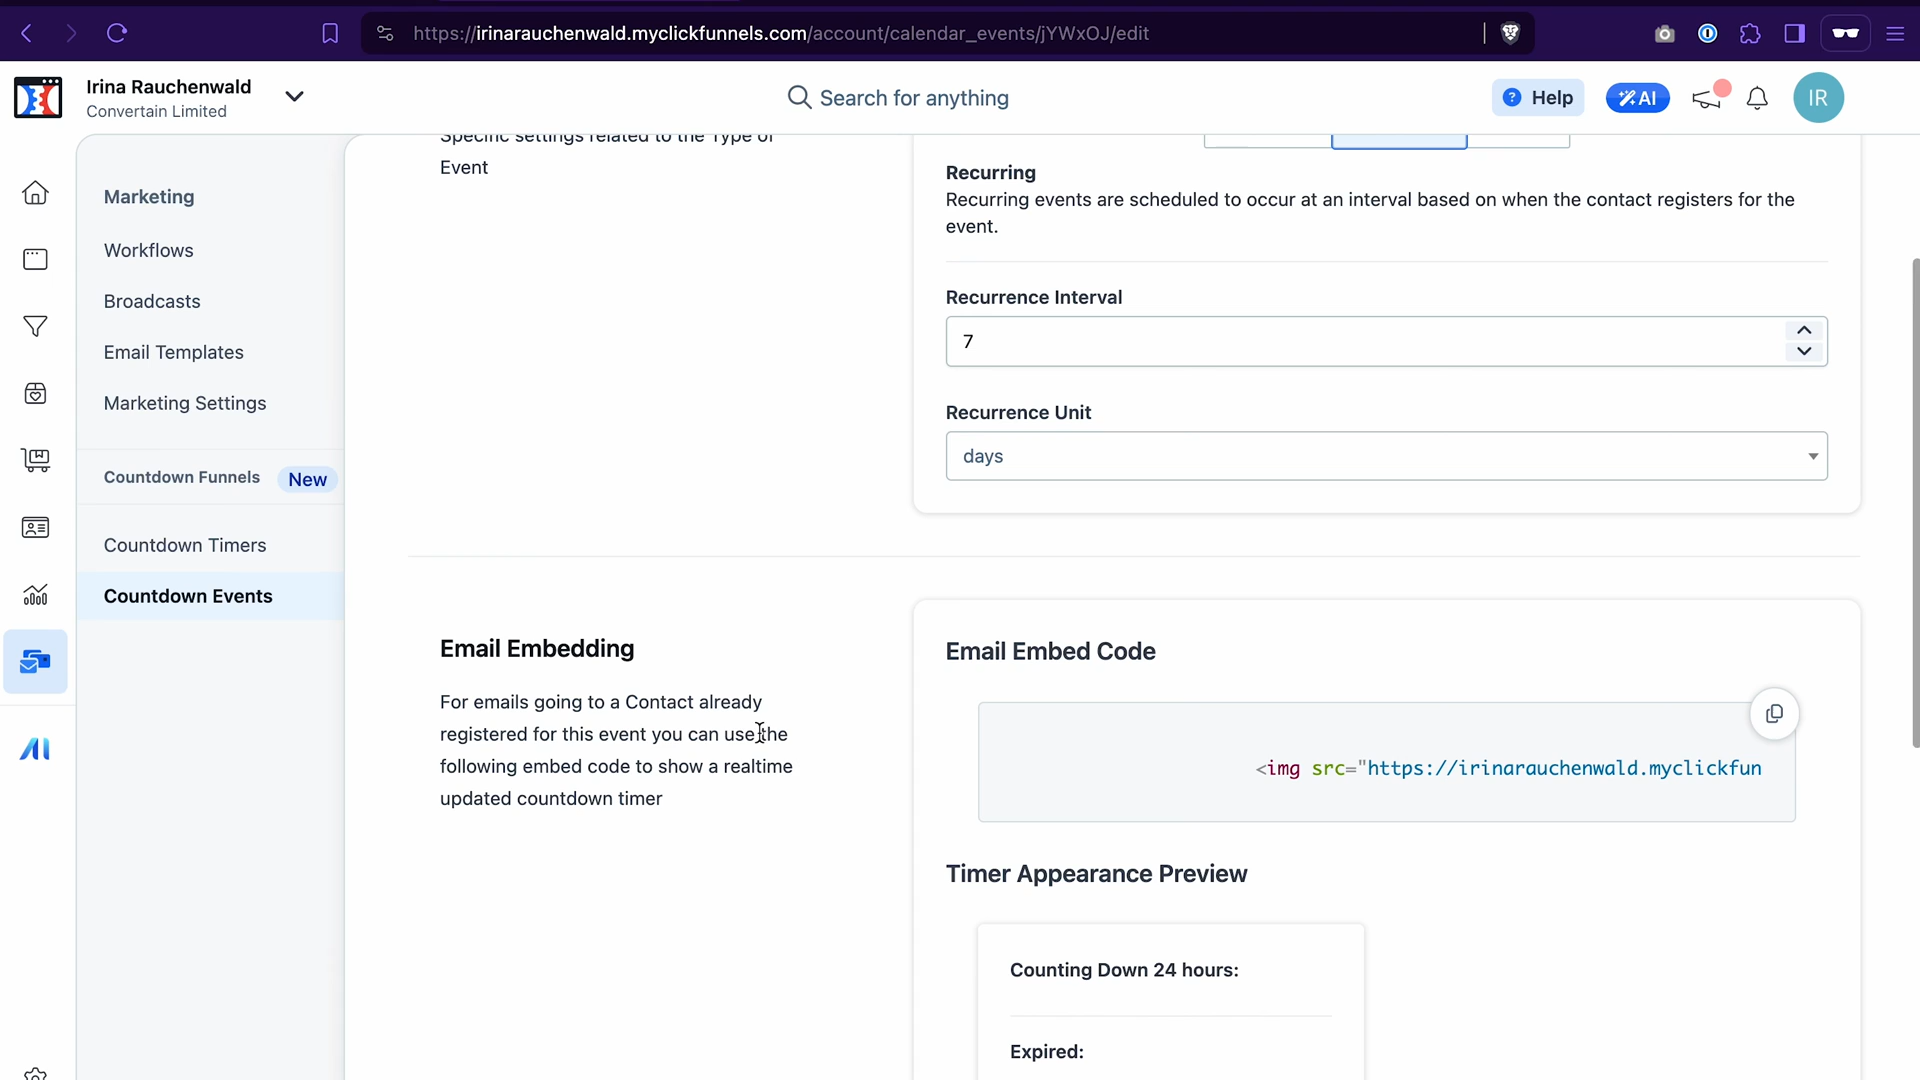 https://irinarauchenwald.myclickfunnels.com/account/calendar_events/jYWxOJ/edit
Irina Rauchenwald
Convertain Limited
Search for anything
Help
AI
IR
Marketing
Workflows
Broadcasts
Email Templates
Marketing Settings
Countdown Funnels
New
Countdown Timers
Countdown Events
Specific settings related to the Type of
Event
Recurring
Recurring events are scheduled to occur at an interval based on when the contact registers for the
event.
Recurrence Interval
7
Recurrence Unit
days
Email Embedding
For emails going to a Contact already
registered for this event you can use the
following embed code to show a realtime
updated countdown timer
Email Embed Code
<img src="https://irinarauchenwald.myclickfun
Timer Appearance Preview
Counting Down 24 hours:
Expired: